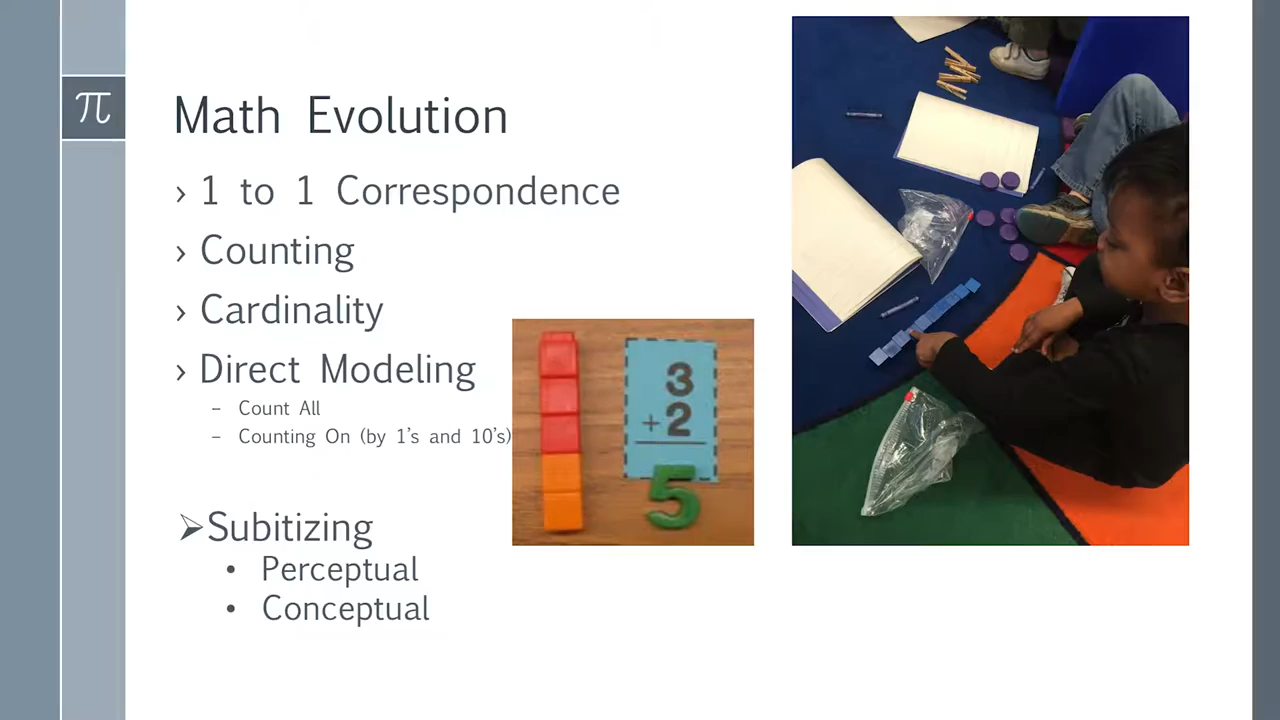 π
Math Evolution
› 1 to 1 Correspondence
› Counting
› Cardinality
› Direct Modeling
– Count All
– Counting On (by 1's and 10's)
3
+2
5
➢Subitizing
• Perceptual
• Conceptual